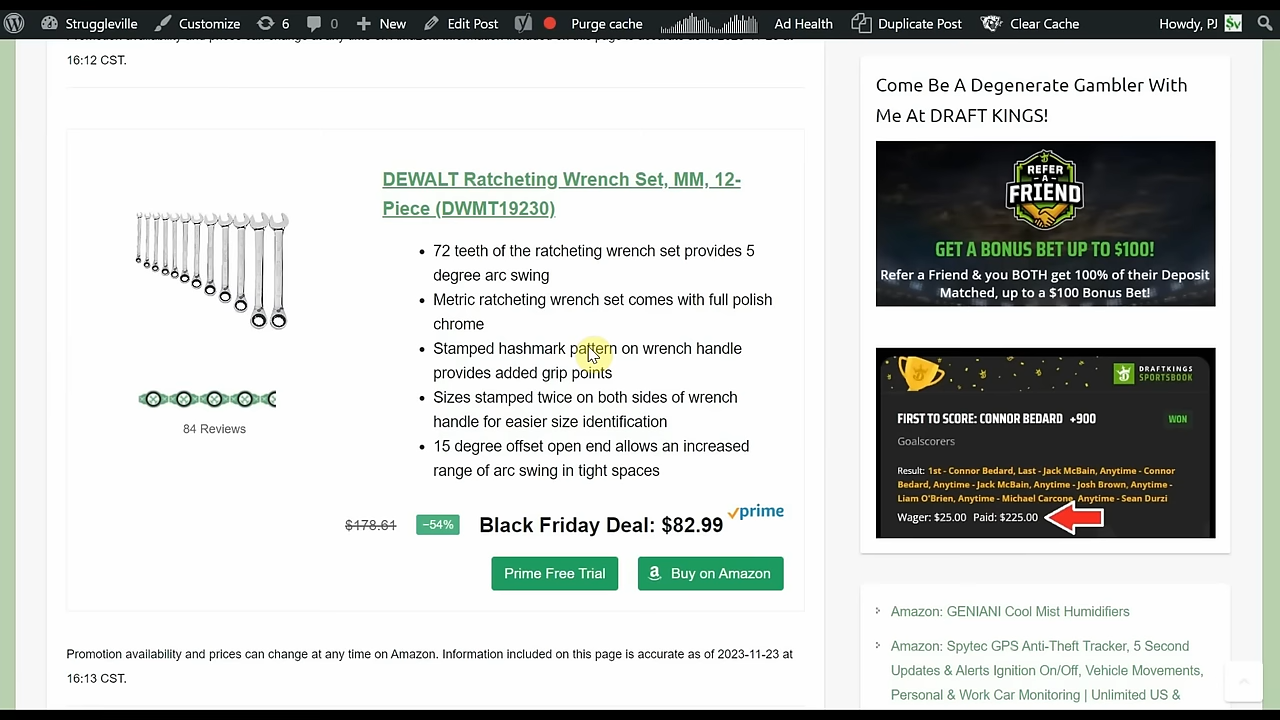 Struggleville
Customize
6
0
New
Edit Post
Purge cache
Ad Health
Duplicate Post
Clear Cache
Howdy, PJ
16:12 CST.
DEWALT Ratcheting Wrench Set, MM, 12-
Piece (DWMT19230)
72 teeth of the ratcheting wrench set provides 5
degree arc swing
Metric ratcheting wrench set comes with full polish
chrome
Stamped hashmark pattern on wrench handle
provides added grip points
Sizes stamped twice on both sides of wrench
handle for easier size identification
15 degree offset open end allows an increased
range of arc swing in tight spaces
84 Reviews
$178.61
−54%
Black Friday Deal: $82.99
prime
Prime Free Trial
Buy on Amazon
Promotion availability and prices can change at any time on Amazon. Information included on this page is accurate as of 2023-11-23 at
16:13 CST.
Come Be A Degenerate Gambler With
Me At DRAFT KINGS!
REFER
A
FRIEND
GET A BONUS BET UP TO $100!
Refer a Friend & you BOTH get 100% of their Deposit
Matched, up to a $100 Bonus Bet!
DRAFTKINGS
SPORTSBOOK
FIRST TO SCORE: CONNOR BEDARD +900
WON
Goalscorers
Result: 1st - Connor Bedard, Last - Jack McBain, Anytime - Connor
Bedard, Anytime - Jack McBain, Anytime - Josh Brown, Anytime -
Liam O'Brien, Anytime - Michael Carcone, Anytime - Sean Durzi
Wager: $25.00 Paid: $225.00
Amazon: GENIANI Cool Mist Humidifiers
Amazon: Spytec GPS Anti-Theft Tracker, 5 Second
Updates & Alerts Ignition On/Off, Vehicle Movements,
Personal & Work Car Monitoring | Unlimited US &